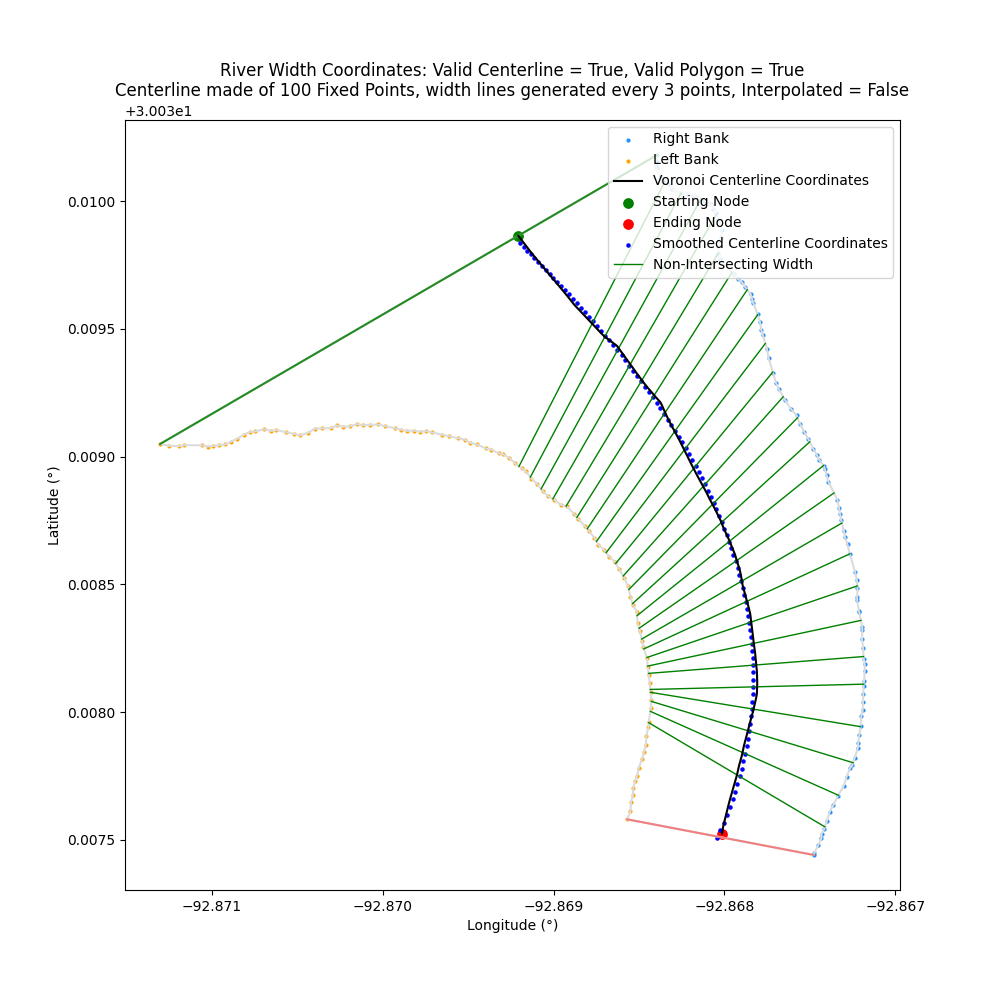 River Width Coordinates: Valid Centerline = True, Valid Polygon = True
Centerline made of 100 Fixed Points, width lines generated every 3 points, Interpolated = False
+3.003e1
Right Bank
Left Bank
Voronoi Centerline Coordinates
Starting Node
Ending Node
Smoothed Centerline Coordinates
Non-Intersecting Width
0.0100
0.0095
0.0090
0.0085
0.0080
0.0075
Latitude (°)
−92.871
−92.870
−92.869
−92.868
−92.867
Longitude (°)